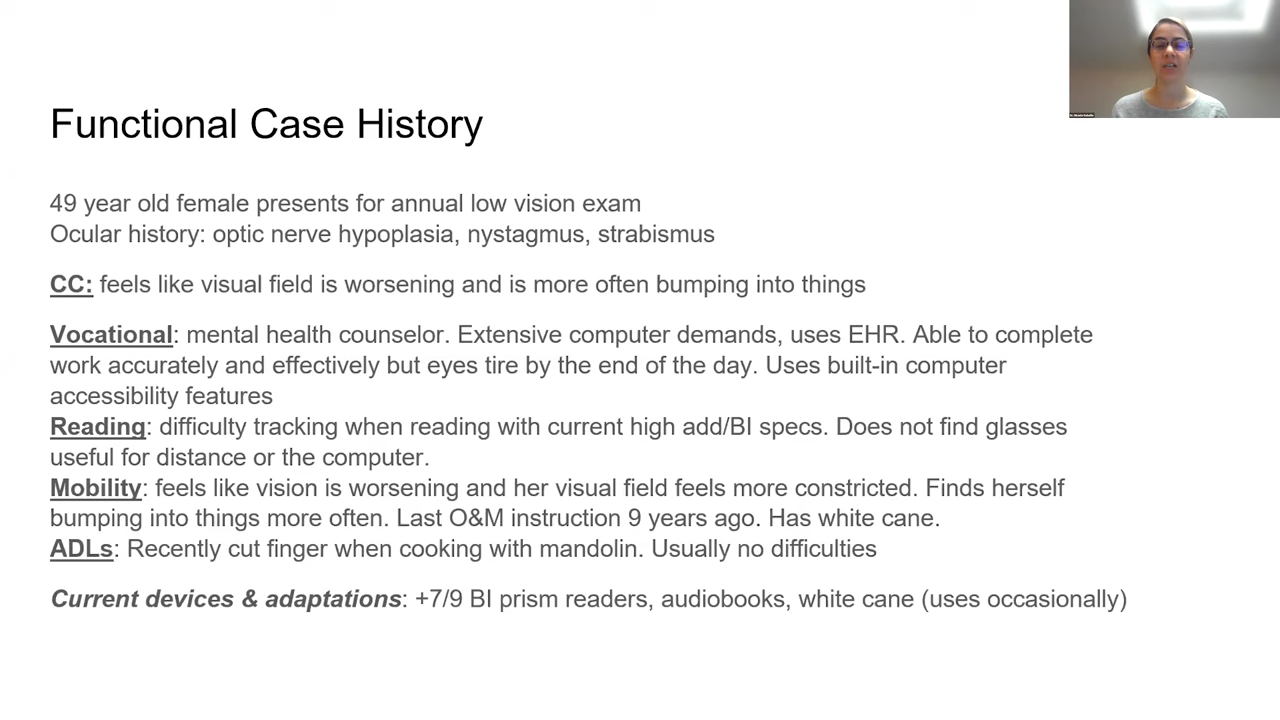 Functional Case History
49 year old female presents for annual low vision exam
Ocular history: optic nerve hypoplasia, nystagmus, strabismus
CC: feels like visual field is worsening and is more often bumping into things
Vocational: mental health counselor. Extensive computer demands, uses EHR. Able to complete
work accurately and effectively but eyes tire by the end of the day. Uses built-in computer
accessibility features
Reading: difficulty tracking when reading with current high add/BI specs. Does not find glasses
useful for distance or the computer.
Mobility: feels like vision is worsening and her visual field feels more constricted. Finds herself
bumping into things more often. Last O&M instruction 9 years ago. Has white cane.
ADLs: Recently cut finger when cooking with mandolin. Usually no difficulties
Current devices & adaptations: +7/9 BI prism readers, audiobooks, white cane (uses occasionally)